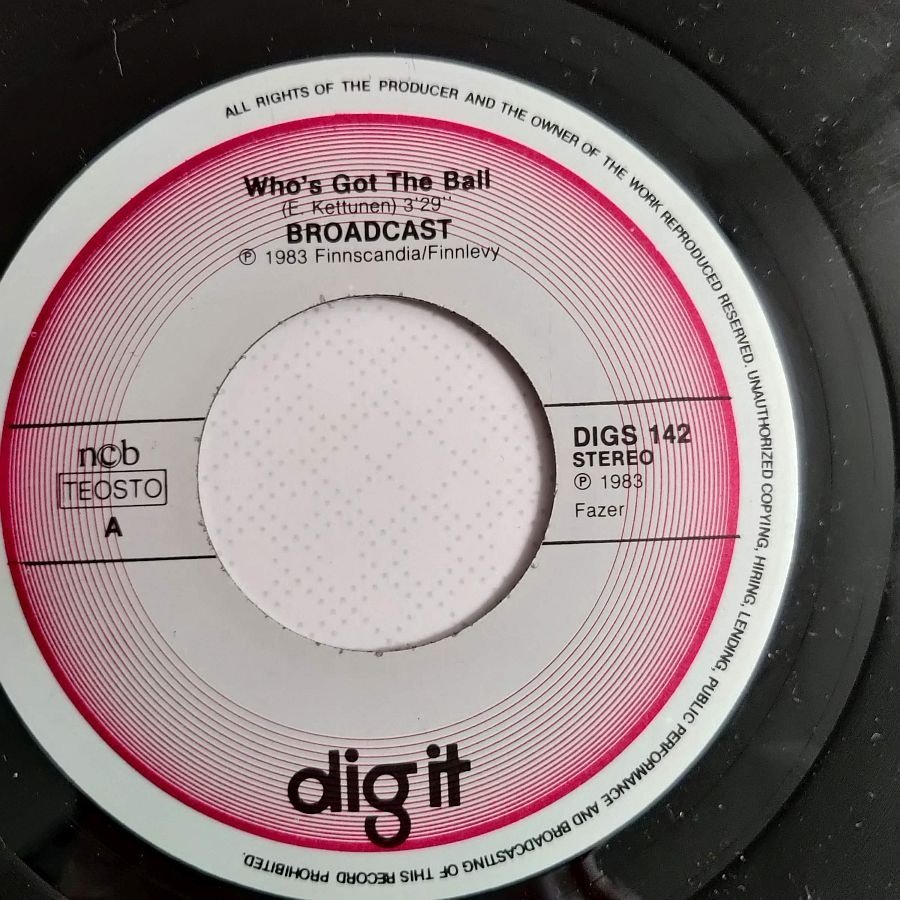 ALL RIGHTS OF THE PRODUCER AND THE OWNER OF THE WORK REPRODUCED RESERVED. UNAUTHORIZED COPYING, HIRING, LENDING, PUBLIC PERFORMANCE AND BROADCASTING OF THIS RECORD PROHIBITED.
Who's Got The Ball
(E. Kettunen) 3'29''
BROADCAST
℗ 1983 Finnscandia/Finnlevy
ncb
TEOSTO
A
DIGS 142
STEREO
℗ 1983
Fazer
dig it